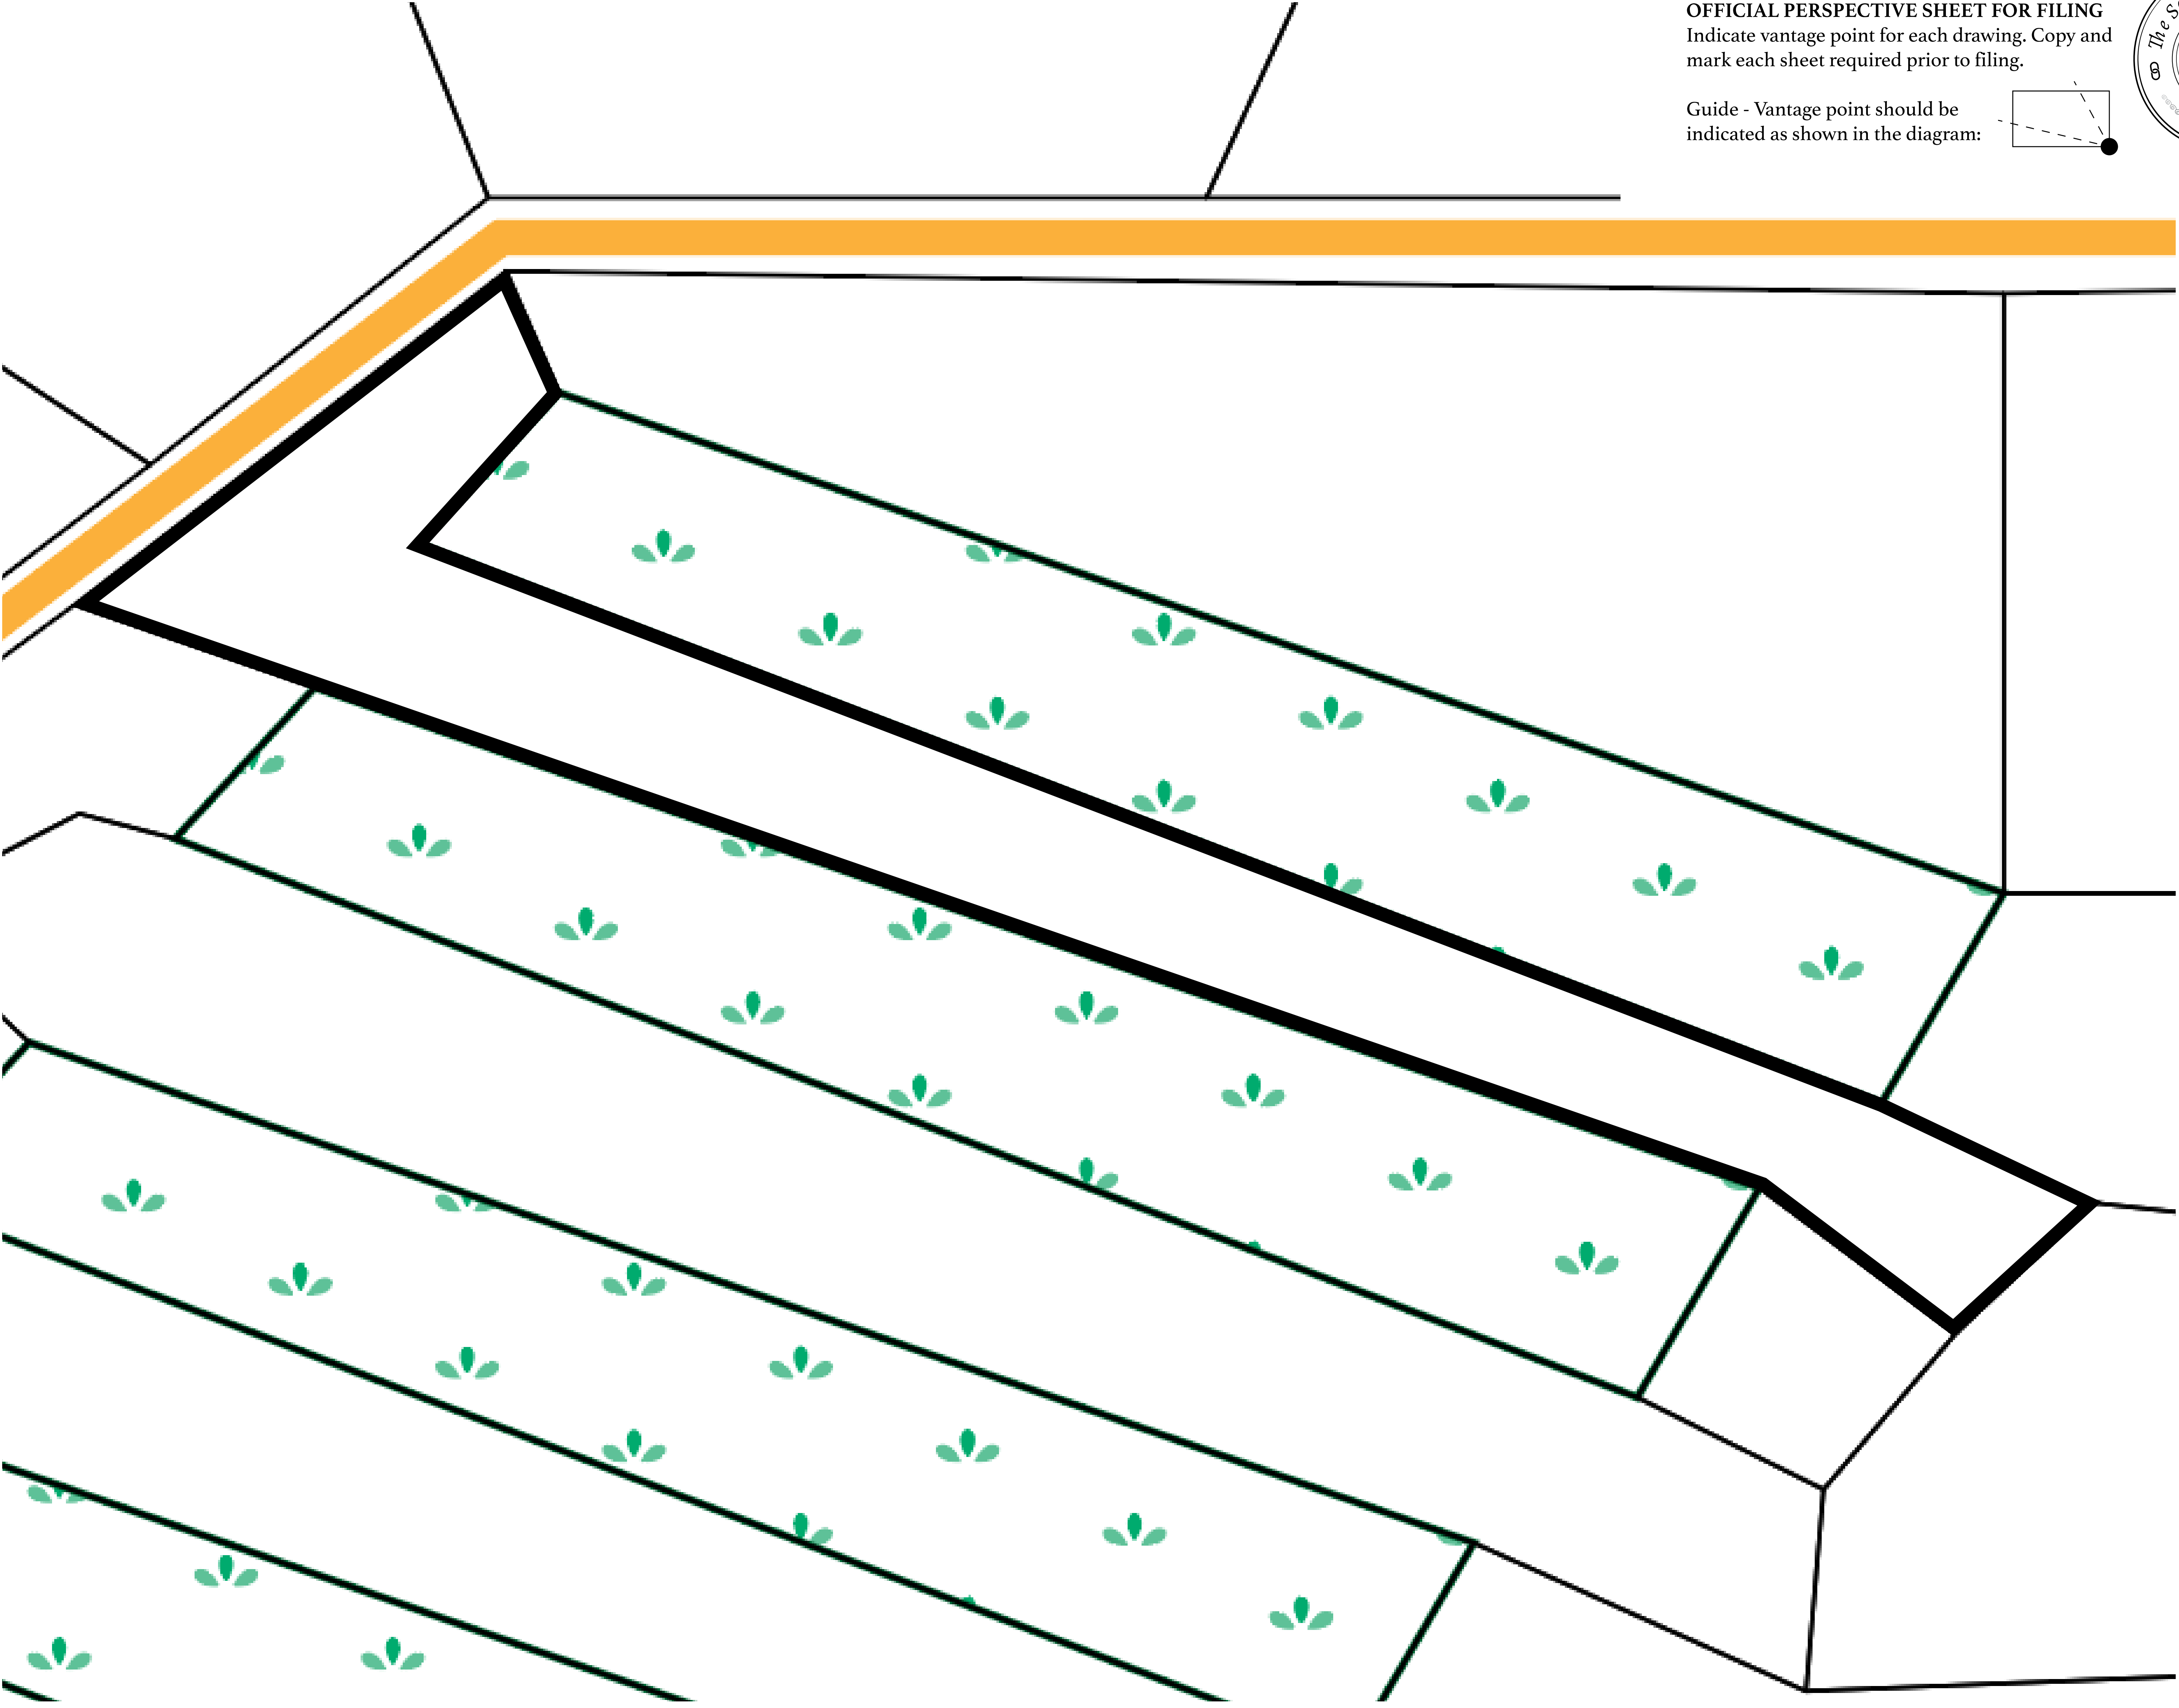 OFFICIAL PERSPECTIVE SHEET FOR FILING
Indicate vantage point for each drawing. Copy and
mark each sheet required prior to filing.
Guide - Vantage point should be
indicated as shown in the diagram:
The